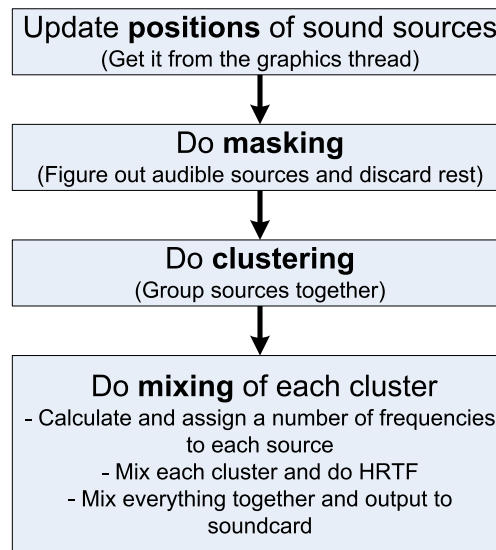 Update positions of sound sources
(Get it from the graphics thread)
Do masking
(Figure out audible sources and discard rest)
Do clustering
(Group sources together)
Do mixing of each cluster
- Calculate and assign a number of frequencies
to each source
- Mix each cluster and do HRTF
- Mix everything together and output to
soundcard